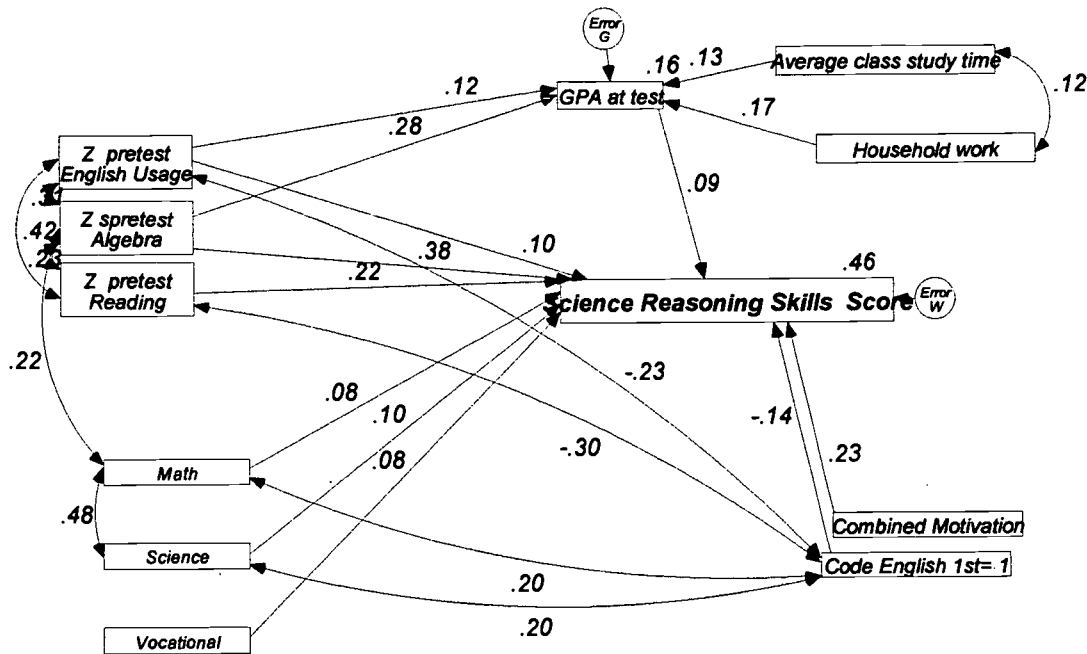 Error
G
.16 .13
Average class study time
.12
GPA at test
.12
.17
.28
Household work
Z pretest
English Usage
.09
.42
Z spretest
Algebra
.38
.10
.46
.23
.22
Z pretest
Reading
Science Reasoning Skills Score
Error
W
.22
-.23
.08
.10
-.14
.08
-.30
.23
Math
.48
Combined Motivation
Science
Code English 1st= 1
.20
.20
Vocational